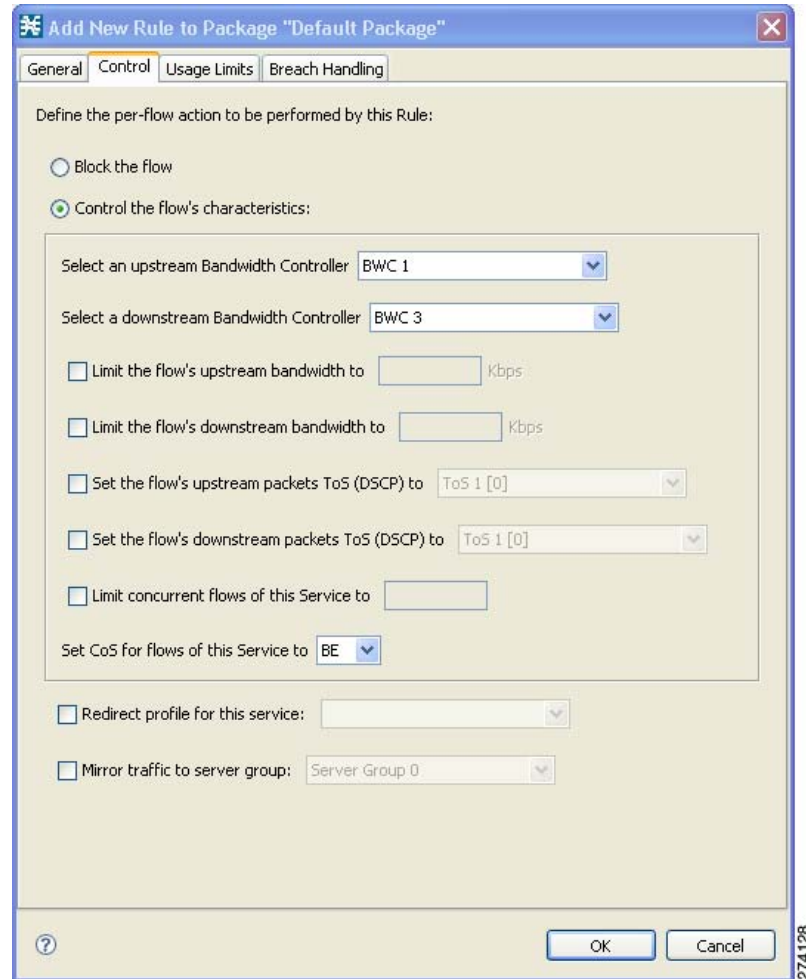 Add New Rule to Package "Default Package"
General Control Usage Limits Breach Handling
Define the per-flow action to be performed by this Rule:
Block the flow
Control the flow's characteristics:
Select an upstream Bandwidth Controller BWC 1
Select a downstream Bandwidth Controller BWC 3
Limit the flow's upstream bandwidth to Kbps
Limit the flow's downstream bandwidth to Kbps
Set the flow's upstream packets ToS (DSCP) to ToS 1 [0]
Set the flow's downstream packets ToS (DSCP) to ToS 1 [0]
Limit concurrent flows of this Service to
Set CoS for flows of this Service to BE
Redirect profile for this service:
Mirror traffic to server group: Server Group 0
? OK Cancel
274128